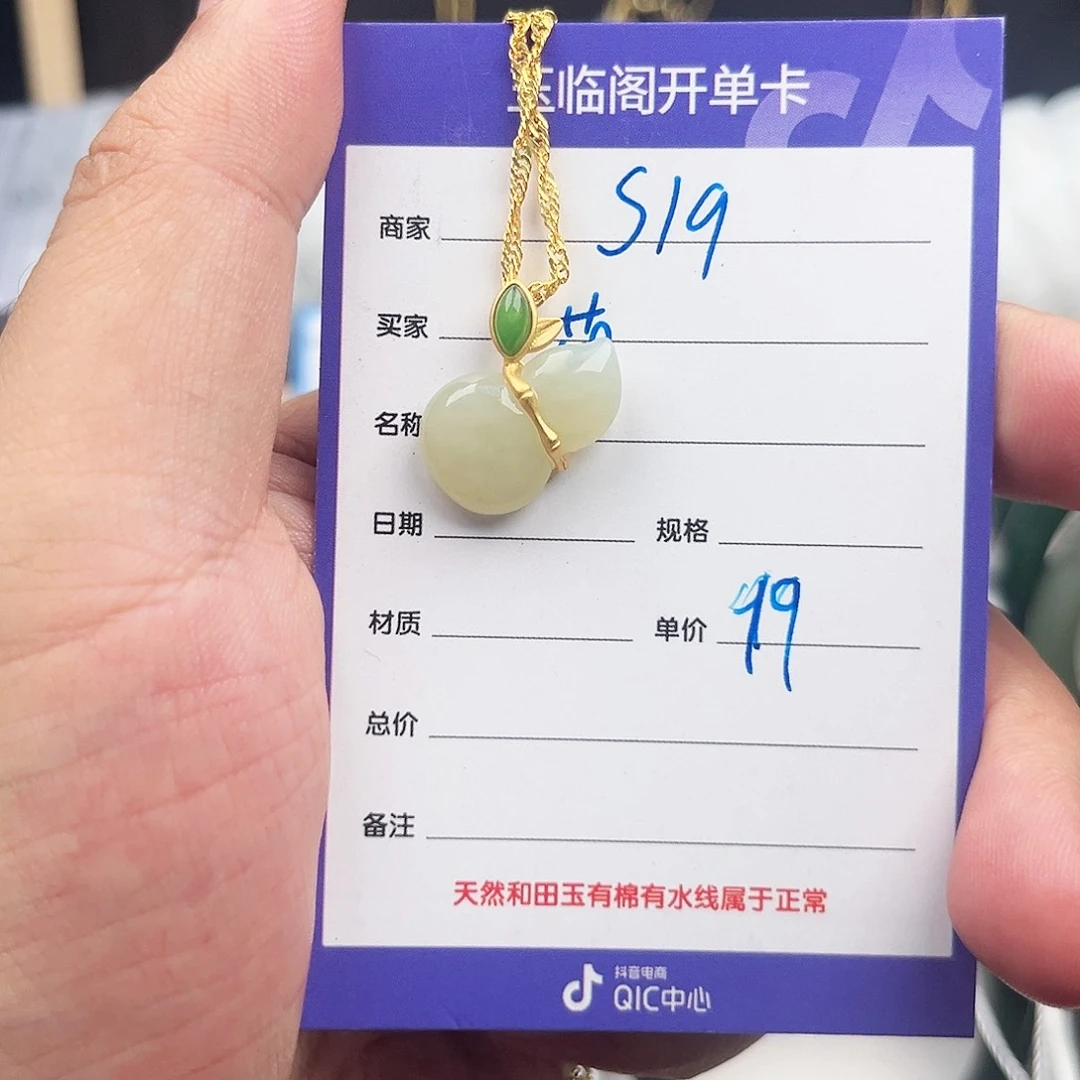 玉临阁开单卡
商家 S19
买家
名称
日期 规格
材质 单价 99
总价
备注
天然和田玉有棉有水线属于正常
抖音电商
QIC中心